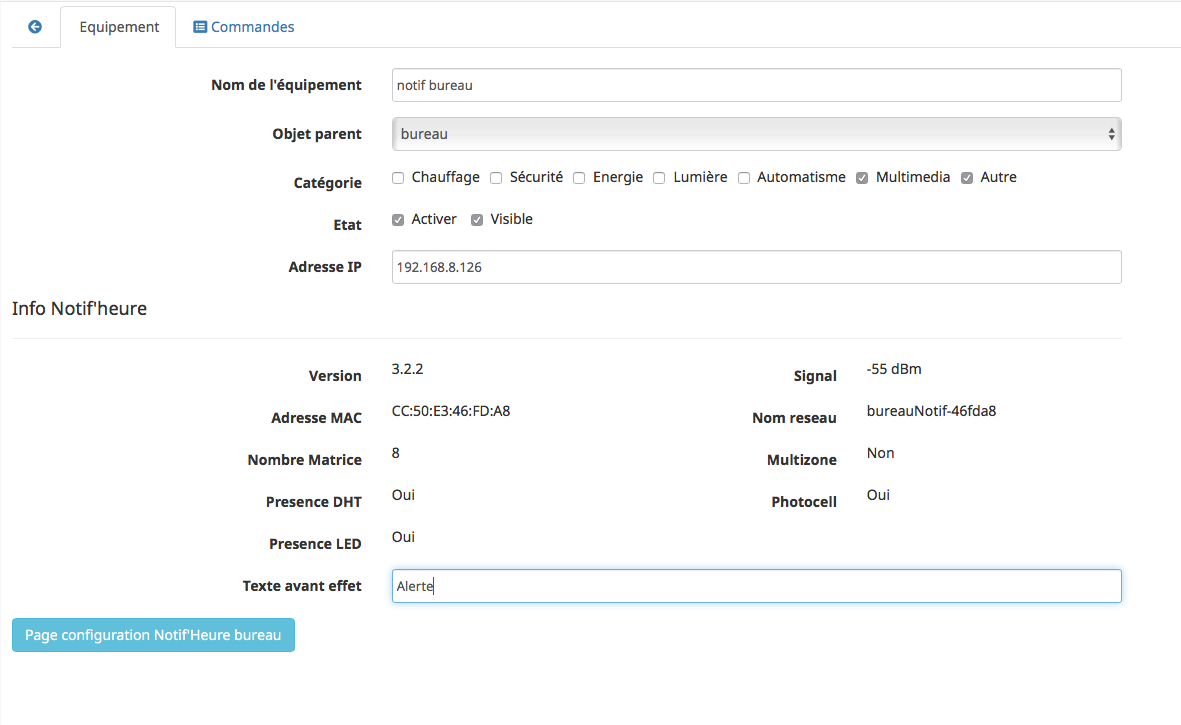 Equipement Commandes
Nom de l'équipement notif bureau
Objet parent bureau
Catégorie Chauffage Sécurité Energie Lumière Automatisme Multimedia Autre
Etat Activer Visible
Adresse IP 192.168.8.126
Info Notif'heure
Version 3.2.2 Signal -55 dBm
Adresse MAC CC:50:E3:46:FD:A8 Nom reseau bureauNotif-46fda8
Nombre Matrice 8 Multizone Non
Presence DHT Oui Photocell Oui
Presence LED Oui
Texte avant effet Alerte
Page configuration Notif'Heure bureau